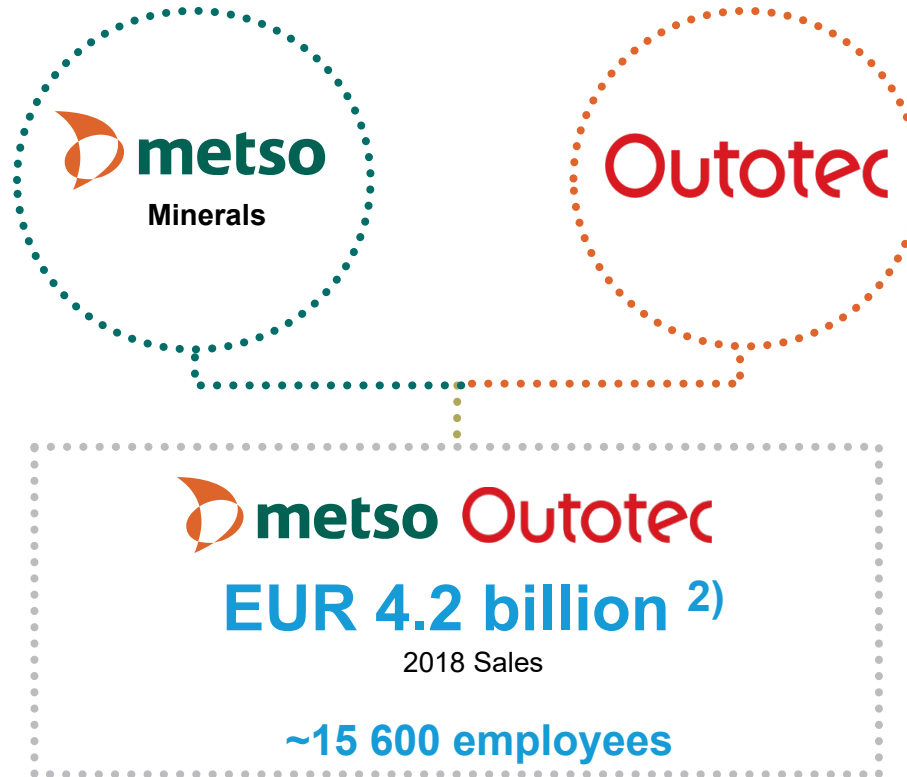 metso
Minerals
Outotec
metso Outotec
EUR 4.2 billion 2)
2018 Sales
~15 600 employees